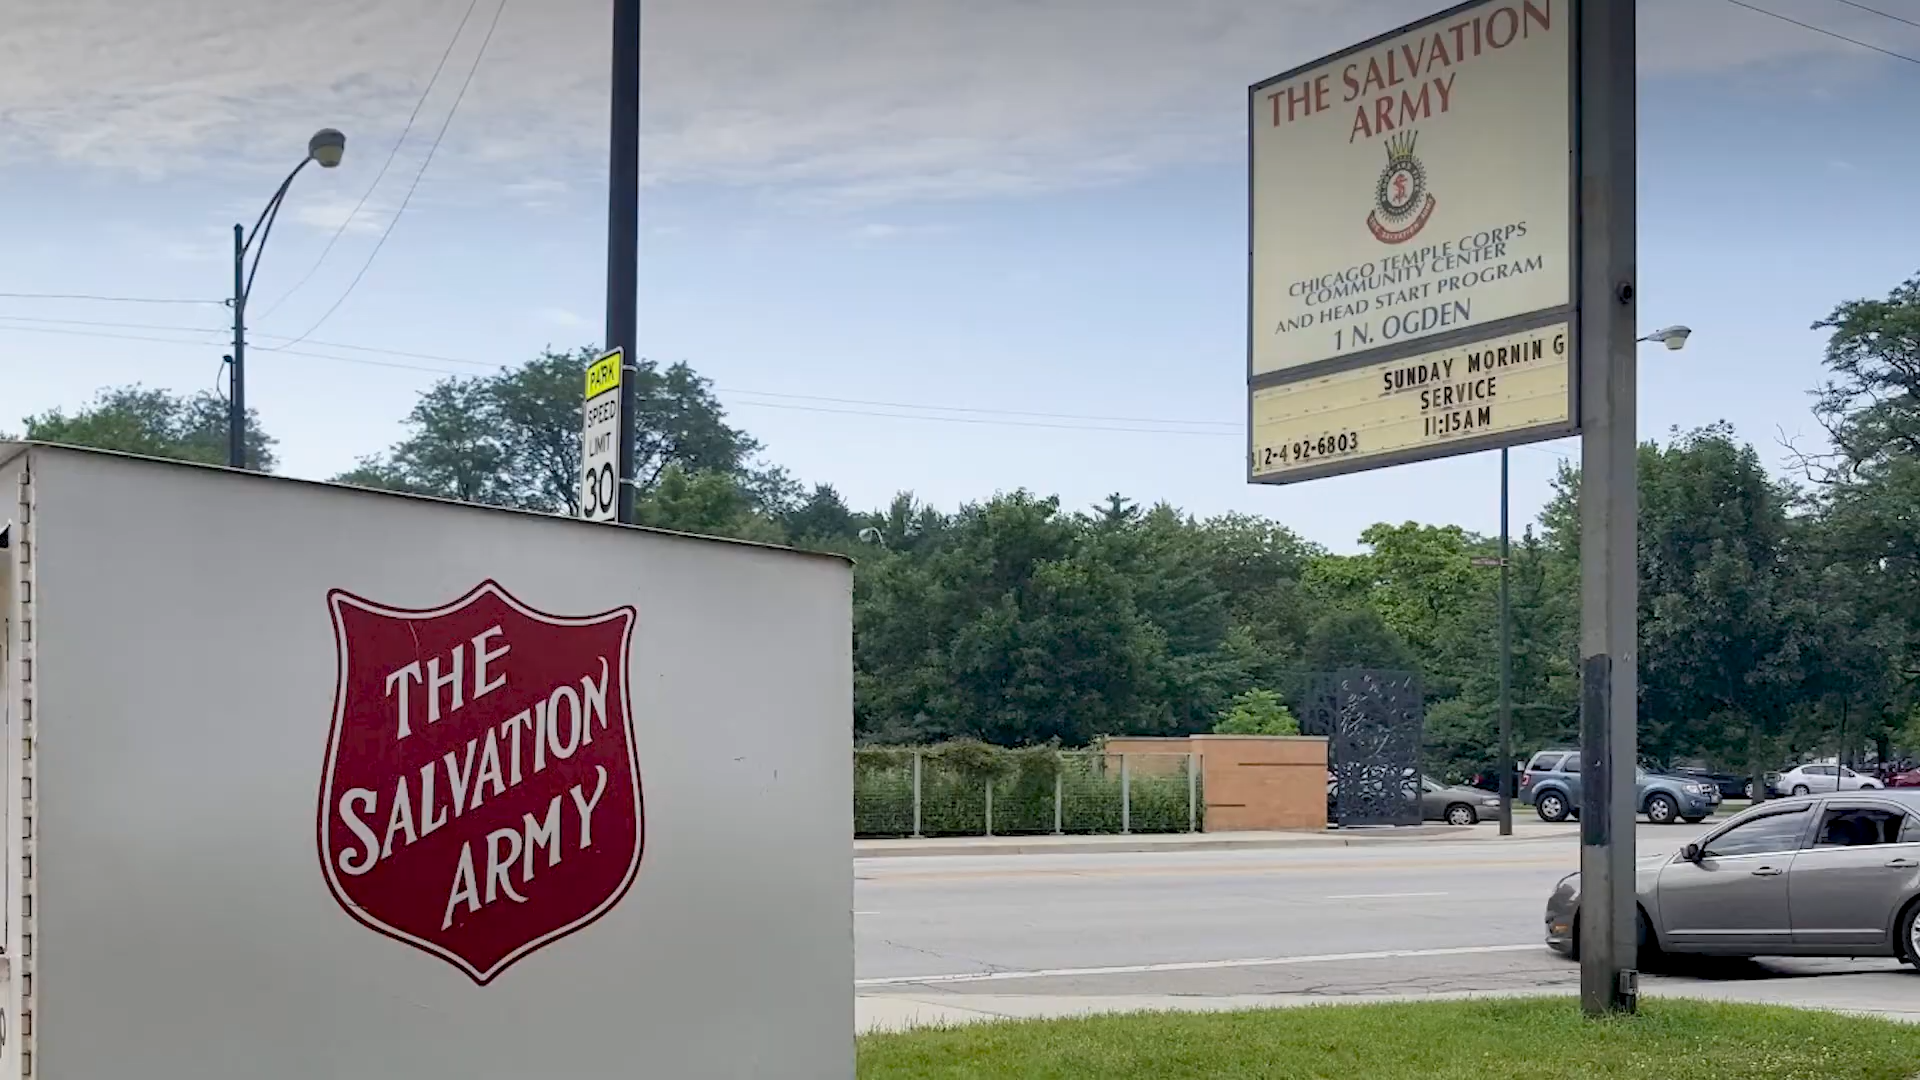 THE SALVATION
ARMY
CHICAGO TEMPLE CORPS
COMMUNITY CENTER
AND HEAD START PROGRAM
1 N. OGDEN
SUNDAY MORNIN G
SERVICE
11:15AM
12-4 92-6803
PARK
SPEED
LIMIT
30
THE
SALVATION
ARMY